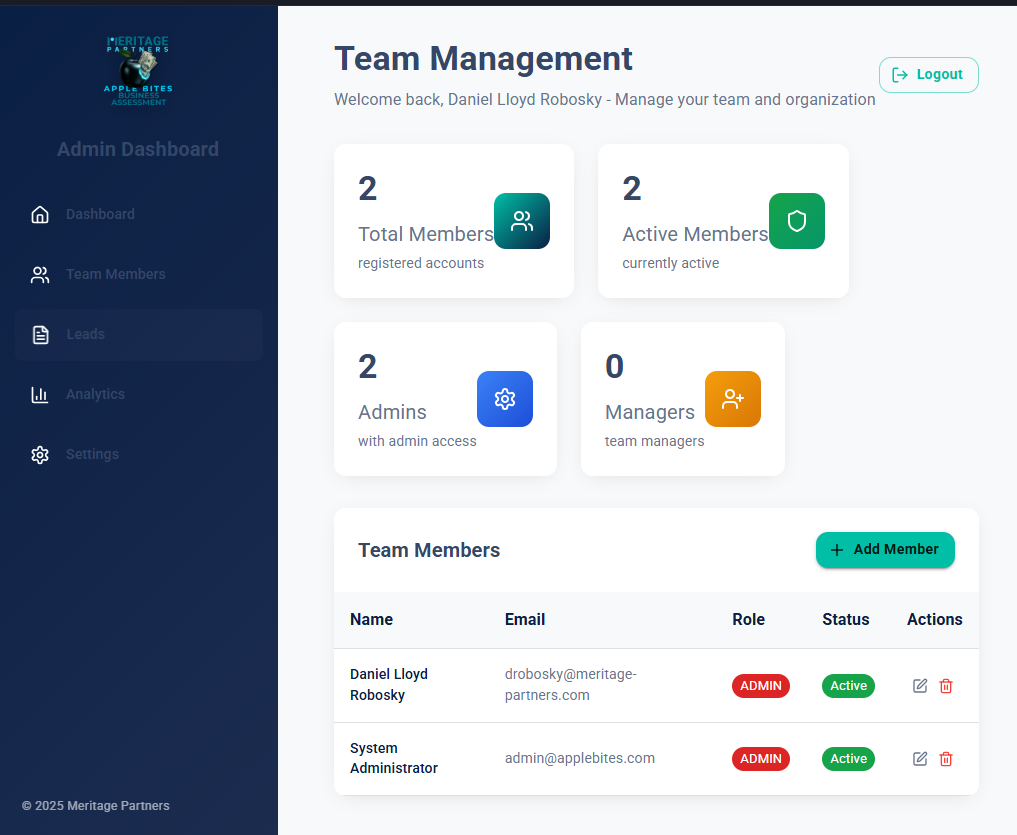 MERITAGE
PARTNERS
APPLE BITES
BUSINESS
ASSESSMENT
Admin Dashboard
Dashboard
Team Members
Leads
Analytics
Settings
© 2025 Meritage Partners
Team Management
Welcome back, Daniel Lloyd Robosky - Manage your team and organization
Logout
2
Total Members
registered accounts
2
Active Members
currently active
2
Admins
with admin access
0
Managers
team managers
Team Members
Add Member
Name Email Role Status Actions
Daniel Lloyd
Robosky
drobosky@meritage-
partners.com
ADMIN
Active
System
Administrator
admin@applebites.com
ADMIN
Active